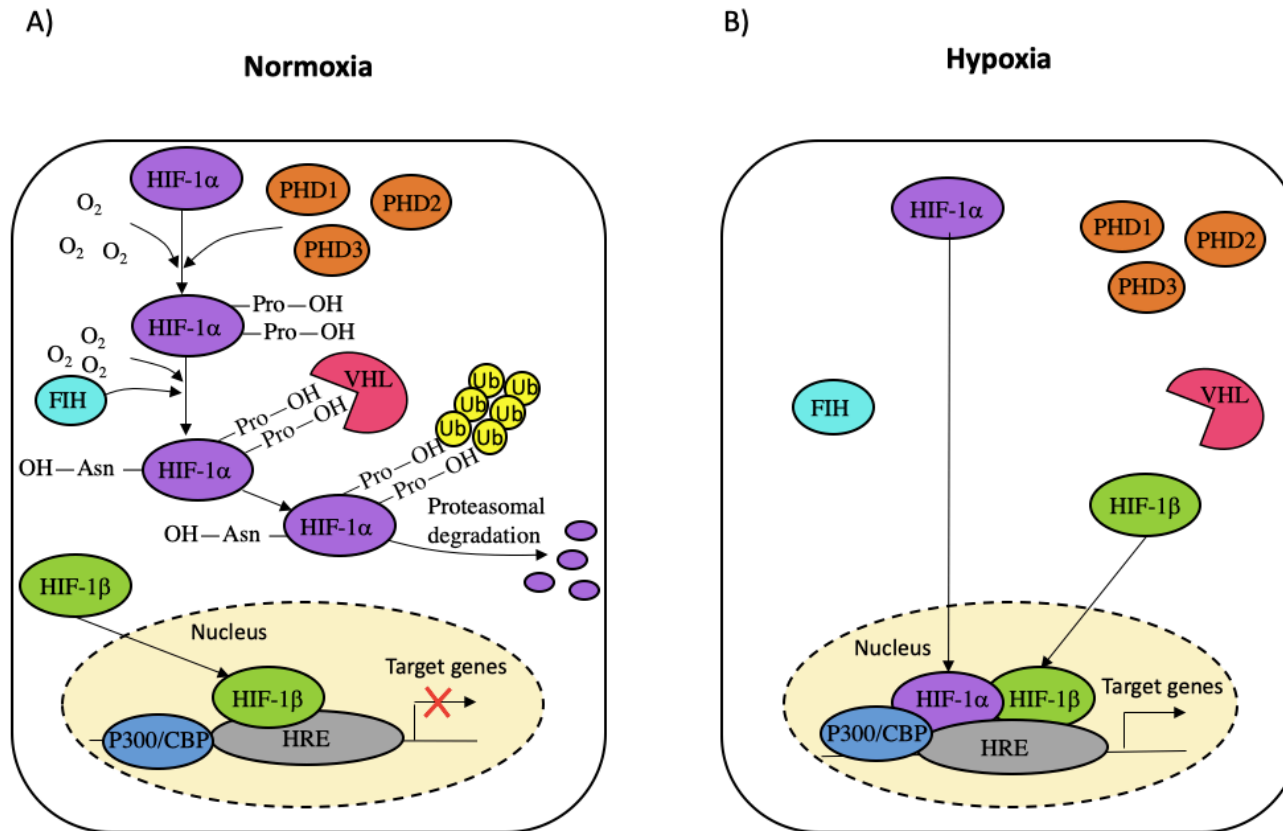 A)
Normoxia
HIF-1α
PHD1
PHD2
PHD3
O2
O2
O2
HIF-1α
Pro—OH
Pro—OH
O2
O2
O2
FIH
VHL
Pro—OH
Pro—OH
OH—Asn
HIF-1α
Ub
Ub
Ub
Ub
Ub
Ub
Pro—OH
Pro—OH
OH—Asn
HIF-1α
Proteasomal
degradation
HIF-1β
Nucleus
Target genes
HIF-1β
P300/CBP
HRE
B)
Hypoxia
HIF-1α
PHD1
PHD2
PHD3
FIH
VHL
HIF-1β
Nucleus
Target genes
HIF-1α
HIF-1β
P300/CBP
HRE